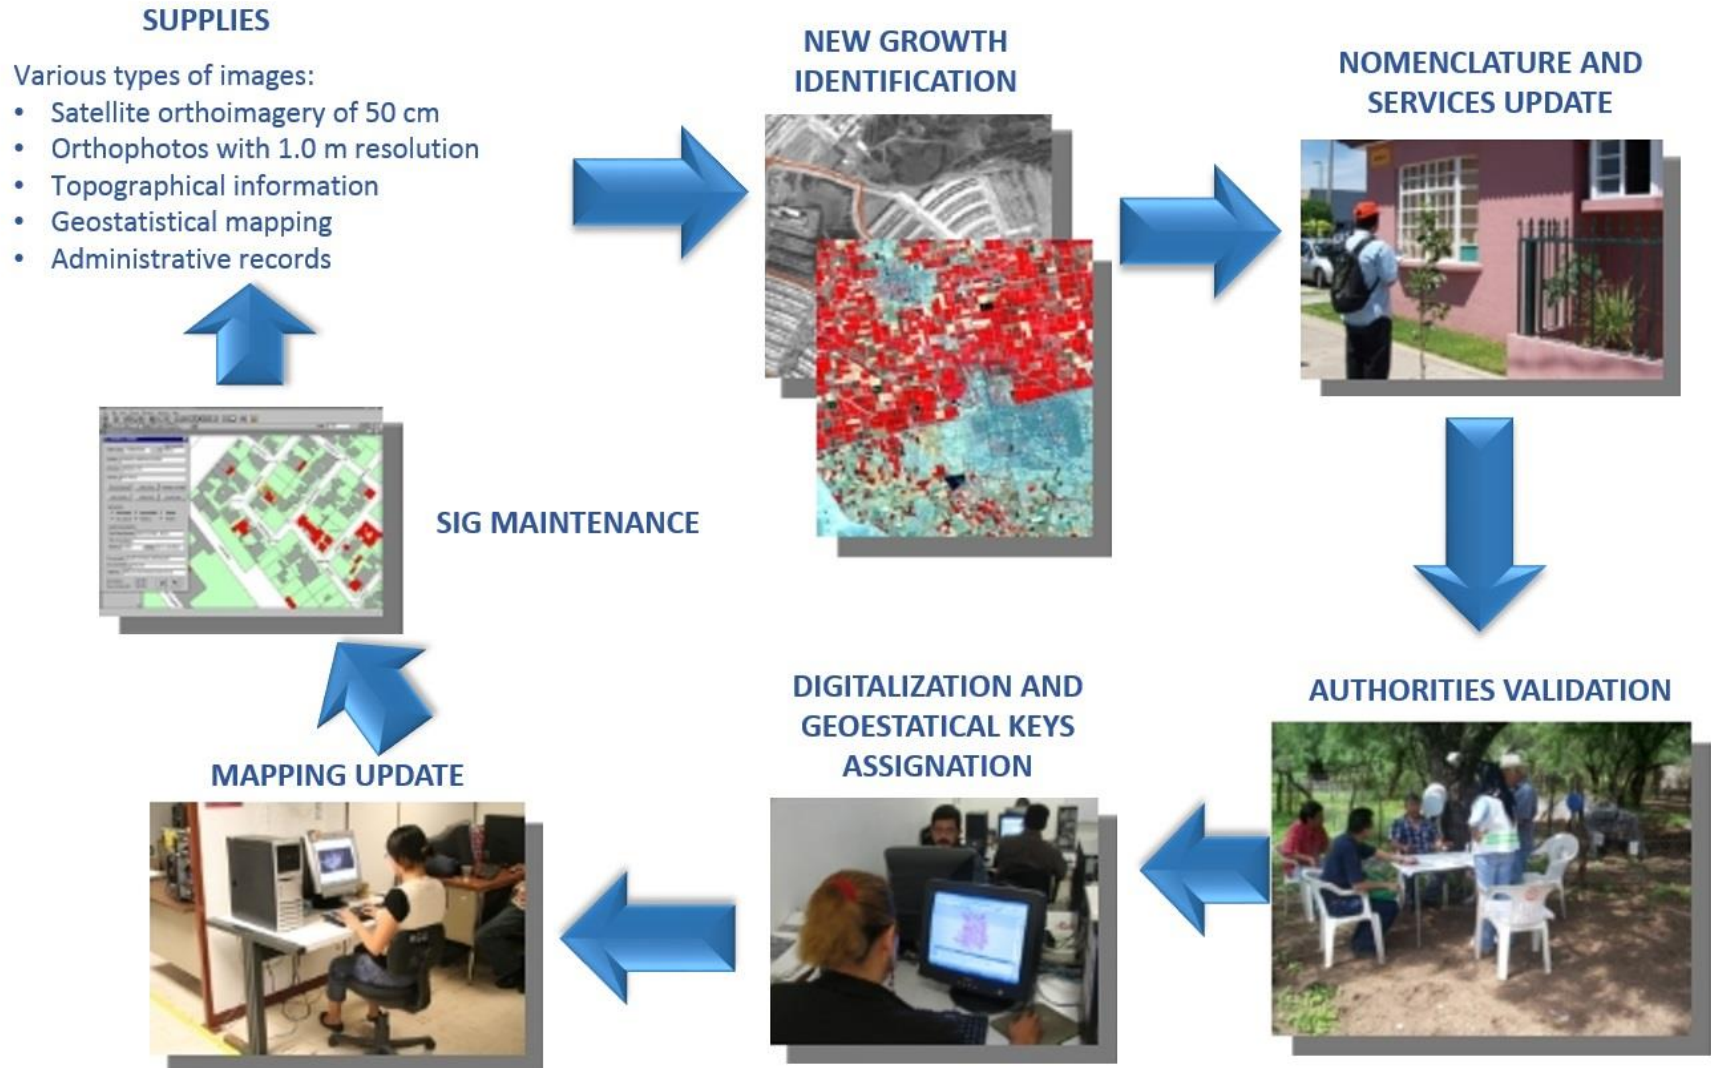 SUPPLIES
Various types of images:
• Satellite orthoimagery of 50 cm
• Orthophotos with 1.0 m resolution
• Topographical information
• Geostatistical mapping
• Administrative records
NEW GROWTH
IDENTIFICATION
NOMENCLATURE AND
SERVICES UPDATE
AUTHORITIES VALIDATION
DIGITALIZATION AND
GEOESTATICAL KEYS
ASSIGNATION
MAPPING UPDATE
SIG MAINTENANCE